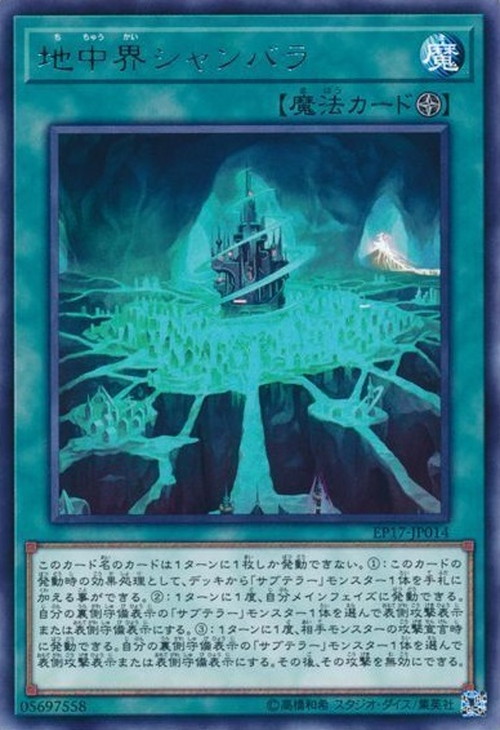 地中界シャンバラ
魔
【魔法カード】
EP17-JP014
このカード名のカードは1ターンに1枚しか発動できない。①：このカードの
発動時の効果処理として、デッキから「サブテラー」モンスター1体を手札に
加える事ができる。②：1ターンに1度、自分メインフェイズに発動できる。
自分の裏側守備表示の「サブテラー」モンスター1体を選んで表側攻撃表示
または表側守備表示にする。③：1ターンに1度、相手モンスターの攻撃宣言時
に発動できる。自分の裏側守備表示の「サブテラー」モンスター1体を選んで
表側攻撃表示または表側守備表示にする。その後、その攻撃を無効にできる。
05697558
©高橋和希 スタジオ・ダイス/集英社